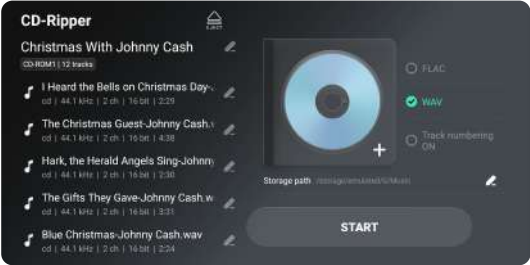 CD-Ripper
EJECT
Christmas With Johnny Cash
CD-ROM1 | 12 tracks
I Heard the Bells on Christmas Day-
cd | 44.1 kHz | 2 ch | 16 bit | 2:29
The Christmas Guest-Johnny Cash.
cd | 44.1 kHz | 2 ch | 16 bit | 4:38
Hark, the Herald Angels Sing-Johnny
cd | 44.1 kHz | 2 ch | 16 bit | 2:30
The Gifts They Gave-Johnny Cash.w
cd | 44.1 kHz | 2 ch | 16 bit | 3:31
Blue Christmas-Johnny Cash.wav
cd | 44.1 kHz | 2 ch | 16 bit | 2:24
FLAC
WAV
Track numbering
ON
Storage path /storage/emulated/0/Music
START